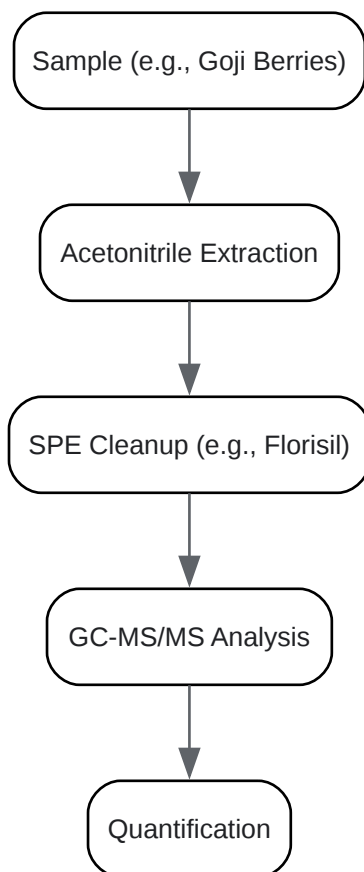 Sample (e.g., Goji Berries)
Acetonitrile Extraction
SPE Cleanup (e.g., Florisil)
GC-MS/MS Analysis
Quantification